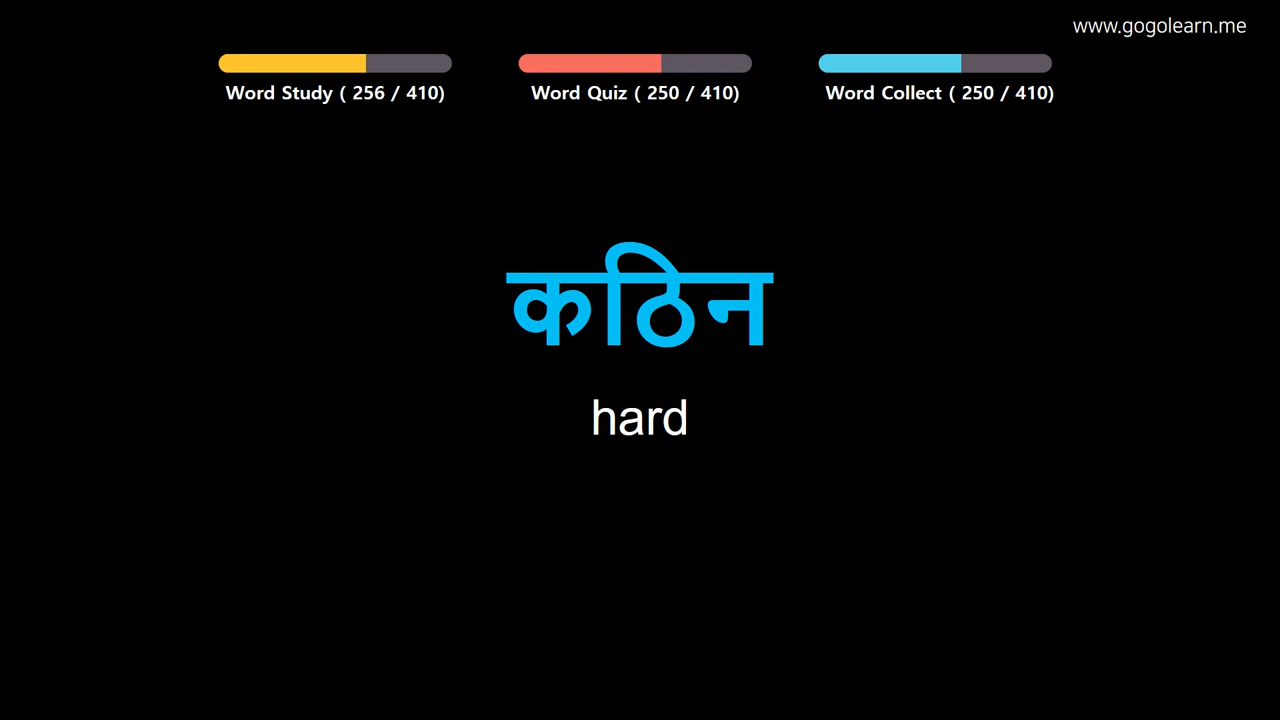 www.gogolearn.me
Word Study ( 256 / 410)
Word Quiz ( 250 / 410)
Word Collect ( 250 / 410)
कठिन
hard